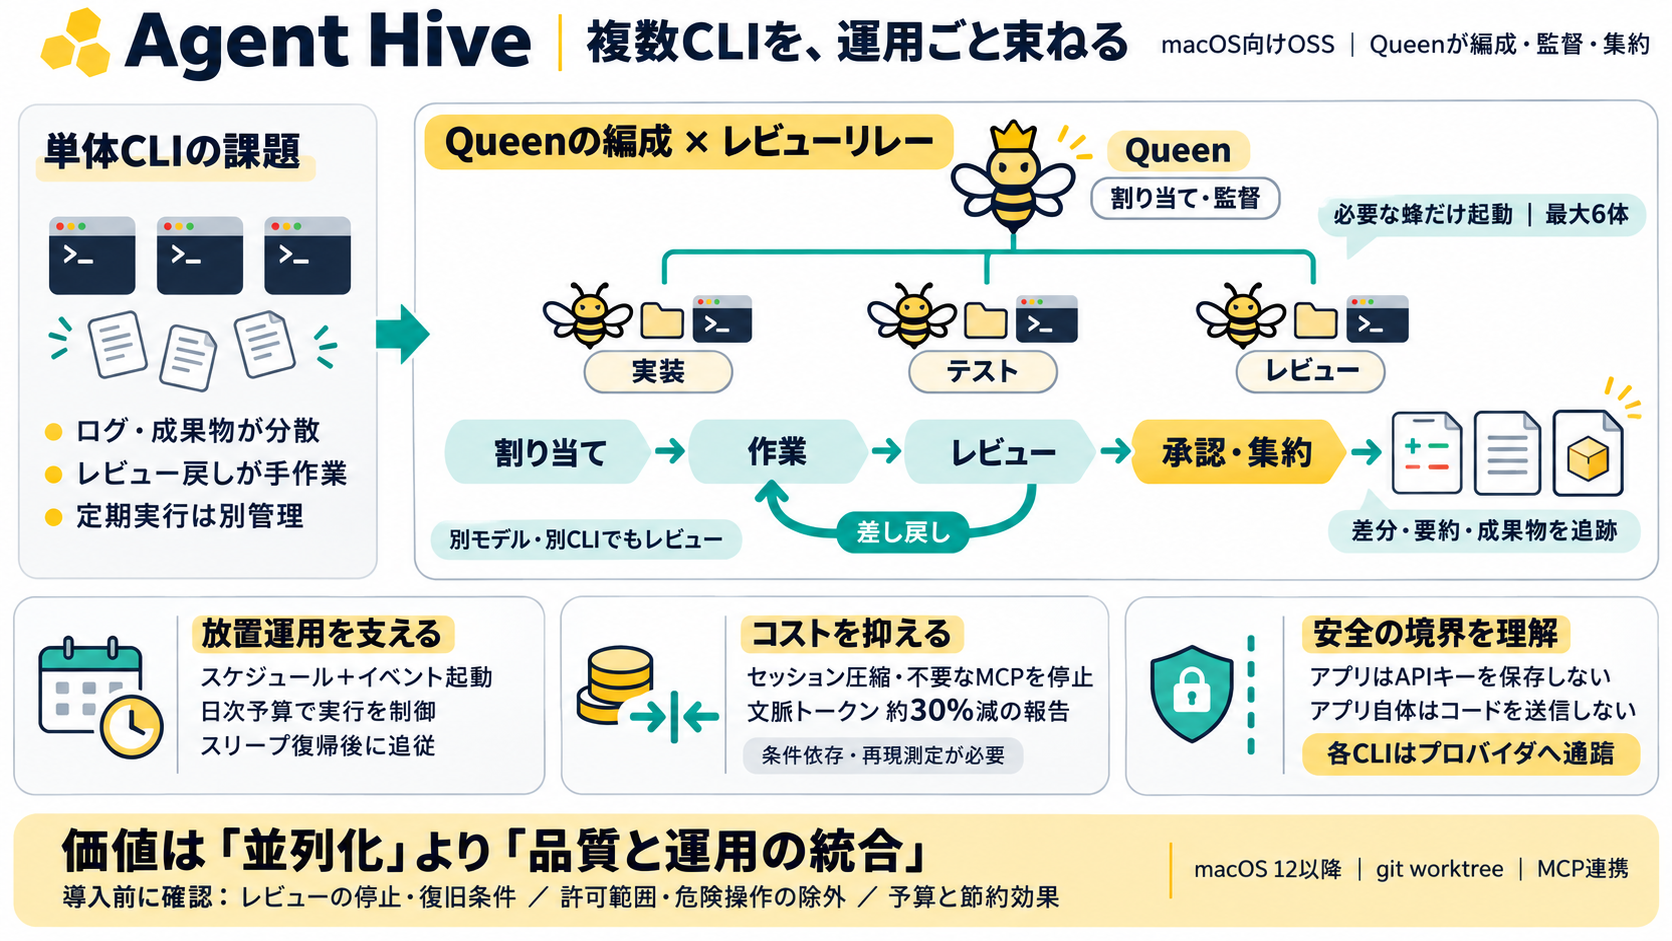 Agent Hive
複数CLIを、運用ごと束ねる
macOS向けOSS | Queenが編成・監督・集約
単体CLIの課題
>_
>_
>_
ログ・成果物が分散
レビュー戻しが手作業
定期実行は別管理
Queenの編成 × レビューリレー
Queen
割り当て・監督
必要な蜂だけ起動 | 最大6体
>_
>_
>_
実装
テスト
レビュー
割り当て
作業
レビュー
承認・集約
差し戻し
別モデル・別CLIでもレビュー
差分・要約・成果物を追跡
放置運用を支える
スケジュール+イベント起動
日次予算で実行を制御
スリープ復帰後に追従
コストを抑える
セッション圧縮・不要なMCPを停止
文脈トークン 約30%減の報告
条件依存・再現測定が必要
安全の境界を理解
アプリはAPIキーを保存しない
アプリ自体はコードを送信しない
各CLIはプロバイダへ通
価値は「並列化」より「品質と運用の統合」
導入前に確認: レビューの停止・復旧条件 / 許可範囲・危険操作の除外 / 予算と節約効果
macOS 12以降 | git worktree | MCP連携